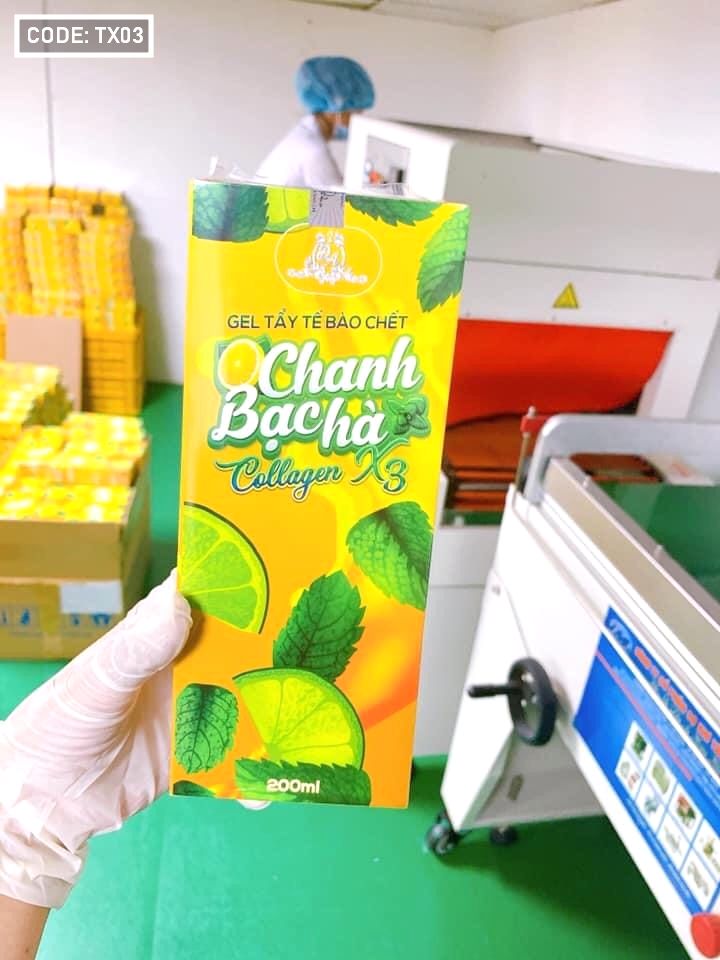 CODE: TX03
GEL TẨY TẾ BÀO CHẾT
Chanh
Bạc hà
Collagen X3
200ml